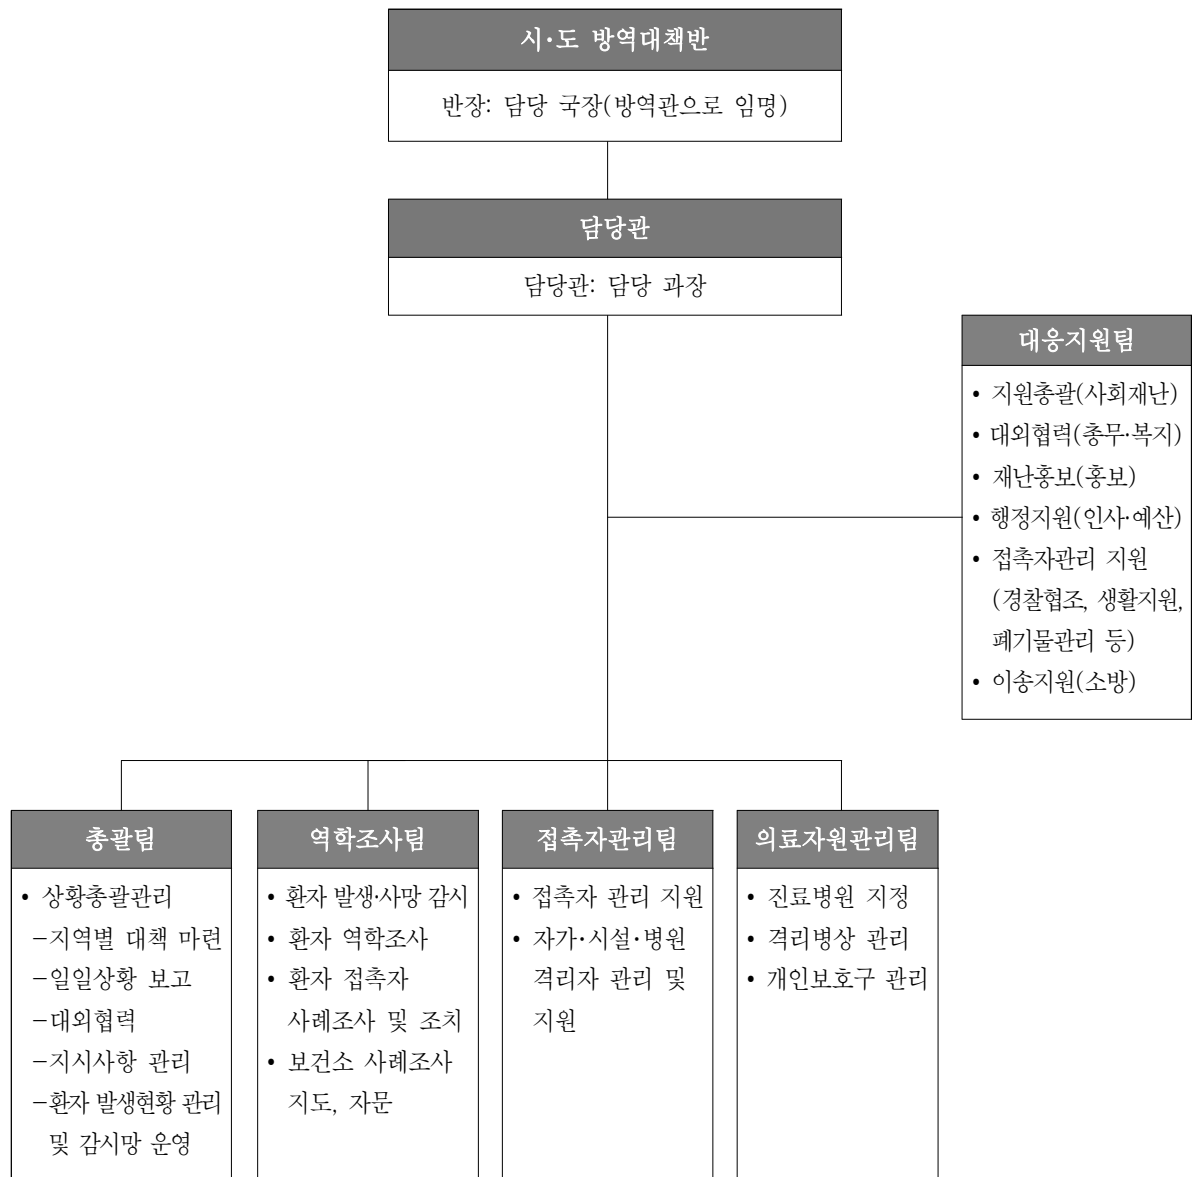 시·도 방역대책반
반장: 담당 국장(방역관으로 임명)
담당관
담당관: 담당 과장
대응지원팀
• 지원총괄(사회재난)
• 대외협력(총무·복지)
• 재난홍보(홍보)
• 행정지원(인사·예산)
• 접촉자관리 지원
(경찰협조, 생활지원,
폐기물관리 등)
• 이송지원(소방)
총괄팀
• 상황총괄관리
－지역별 대책 마련
－일일상황 보고
－대외협력
－지시사항 관리
－환자 발생현황 관리
및 감시망 운영
역학조사팀
• 환자 발생·사망 감시
• 환자 역학조사
• 환자 접촉자
사례조사 및 조치
• 보건소 사례조사
지도, 자문
접촉자관리팀
• 접촉자 관리 지원
• 자가·시설·병원
격리자 관리 및
지원
의료자원관리팀
• 진료병원 지정
• 격리병상 관리
• 개인보호구 관리